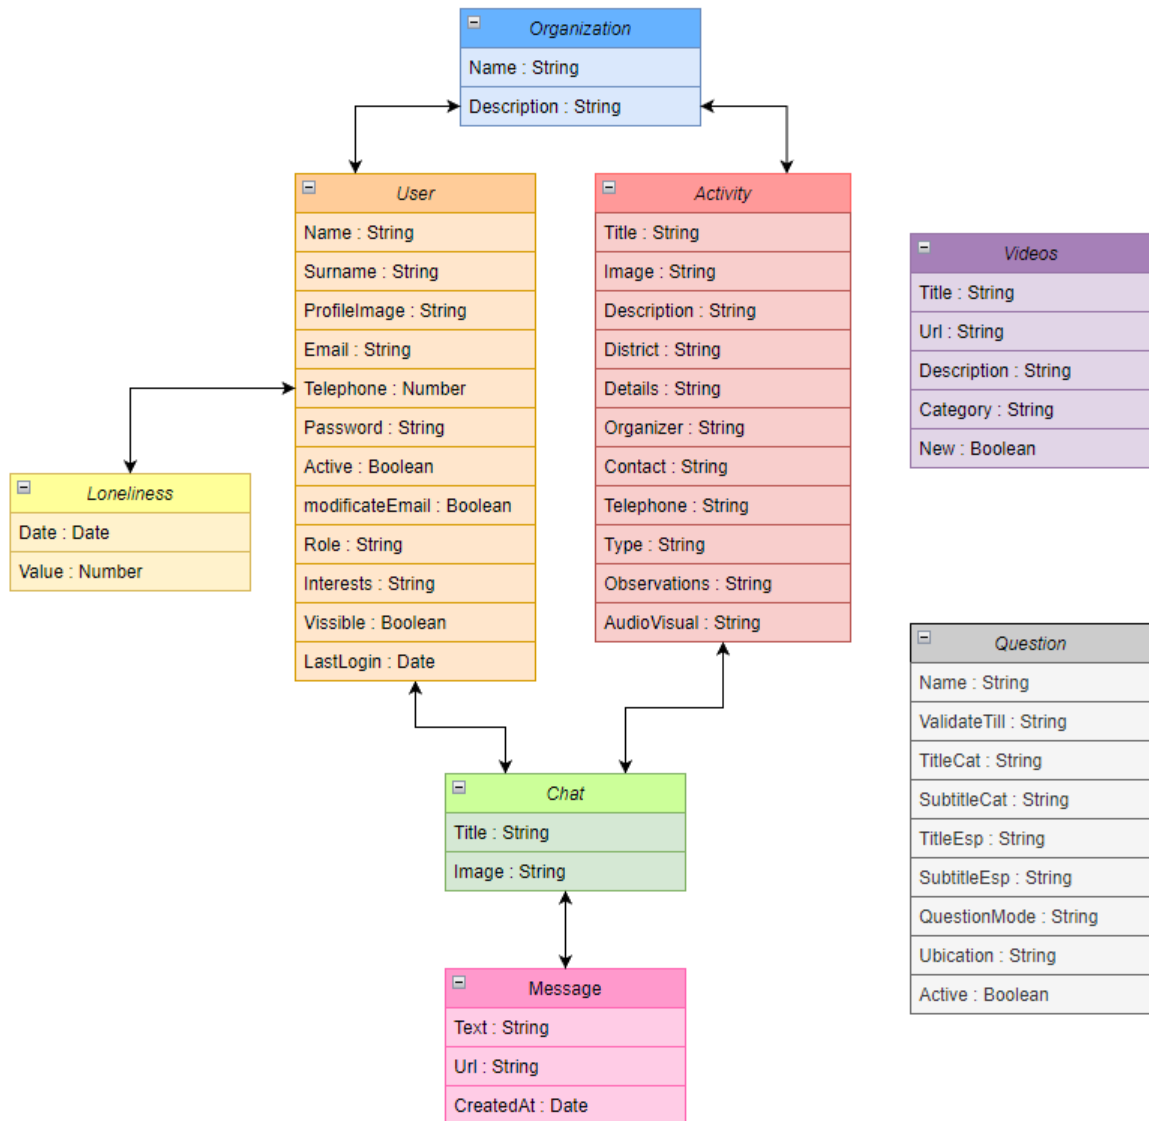 Organization
Name : String
Description : String
User
Name : String
Surname : String
ProfileImage : String
Email : String
Telephone : Number
Password : String
Active : Boolean
modificateEmail : Boolean
Role : String
Interests : String
Vissible : Boolean
LastLogin : Date
Activity
Title : String
Image : String
Description : String
District : String
Details : String
Organizer : String
Contact : String
Telephone : String
Type : String
Observations : String
AudioVisual : String
Videos
Title : String
Url : String
Description : String
Category : String
New : Boolean
Loneliness
Date : Date
Value : Number
Question
Name : String
ValidateTill : String
TitleCat : String
SubtitleCat : String
TitleEsp : String
SubtitleEsp : String
QuestionMode : String
Ubication : String
Active : Boolean
Chat
Title : String
Image : String
Message
Text : String
Url : String
CreatedAt : Date